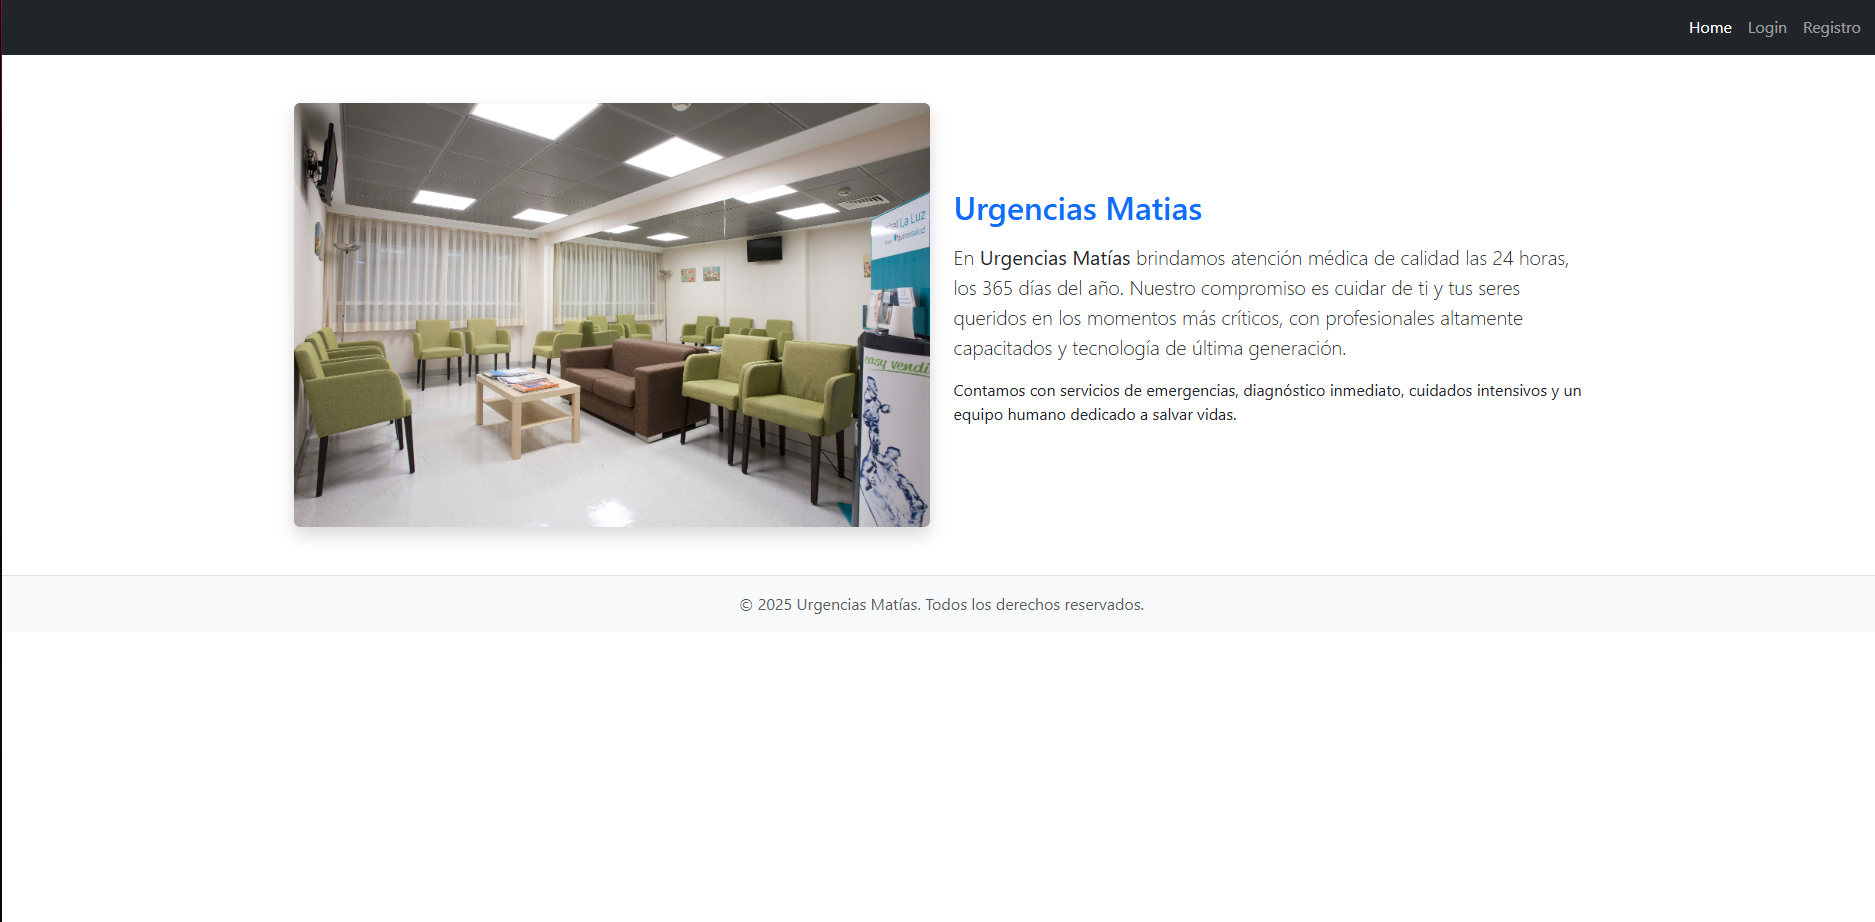 Home Login Registro
La Luz
quironsalud
easy vendi
Urgencias Matias
En Urgencias Matías brindamos atención médica de calidad las 24 horas,
los 365 días del año. Nuestro compromiso es cuidar de ti y tus seres
queridos en los momentos más críticos, con profesionales altamente
capacitados y tecnología de última generación.
Contamos con servicios de emergencias, diagnóstico inmediato, cuidados intensivos y un
equipo humano dedicado a salvar vidas.
© 2025 Urgencias Matías. Todos los derechos reservados.